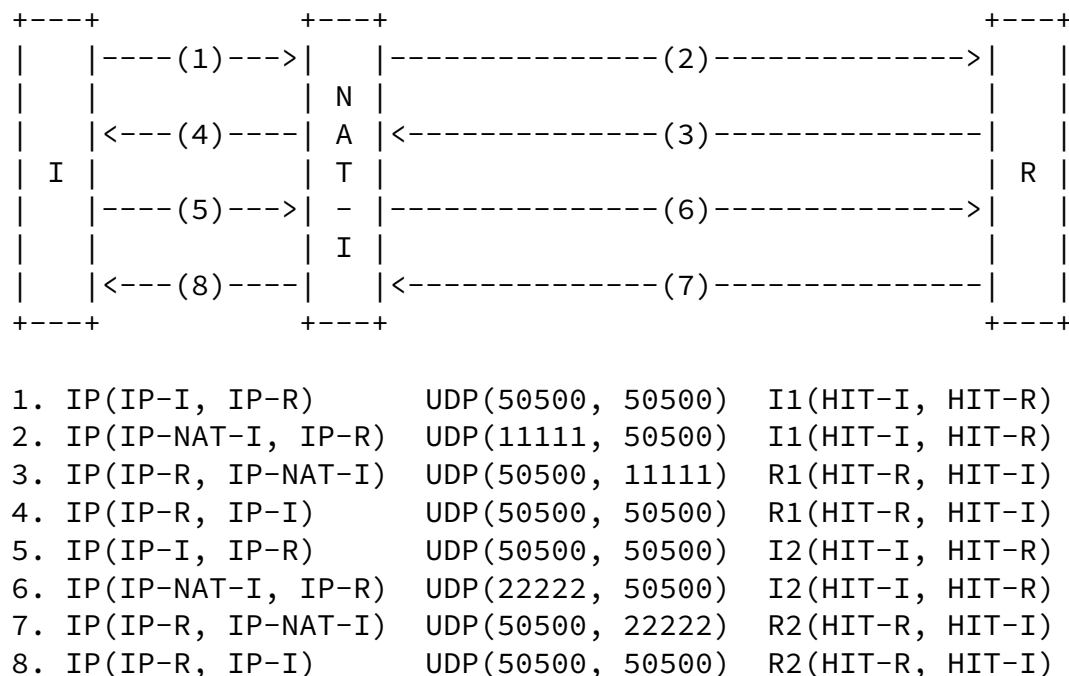 +---+                +---+                                           +---+
|   |----(1)--->|   |--------------(2)------------->|   |
|   |           | N |                               |   |
|   |<---(4)----| A |<--------------(3)--------------|   |
| I |           | T |                               | R |
|   |----(5)--->| - |--------------(6)------------->|   |
|   |           | I |                               |   |
|   |<---(8)----|   |<--------------(7)--------------|   |
+---+           +---+                               +---+
1. IP(IP-I, IP-R)      UDP(50500, 50500)  I1(HIT-I, HIT-R)
2. IP(IP-NAT-I, IP-R)  UDP(11111, 50500)  I1(HIT-I, HIT-R)
3. IP(IP-R, IP-NAT-I)  UDP(50500, 11111)  R1(HIT-R, HIT-I)
4. IP(IP-R, IP-I)      UDP(50500, 50500)  R1(HIT-R, HIT-I)
5. IP(IP-I, IP-R)      UDP(50500, 50500)  I2(HIT-I, HIT-R)
6. IP(IP-NAT-I, IP-R)  UDP(22222, 50500)  I2(HIT-I, HIT-R)
7. IP(IP-R, IP-NAT-I)  UDP(50500, 22222)  R2(HIT-R, HIT-I)
8. IP(IP-R, IP-I)      UDP(50500, 50500)  R2(HIT-R, HIT-I)